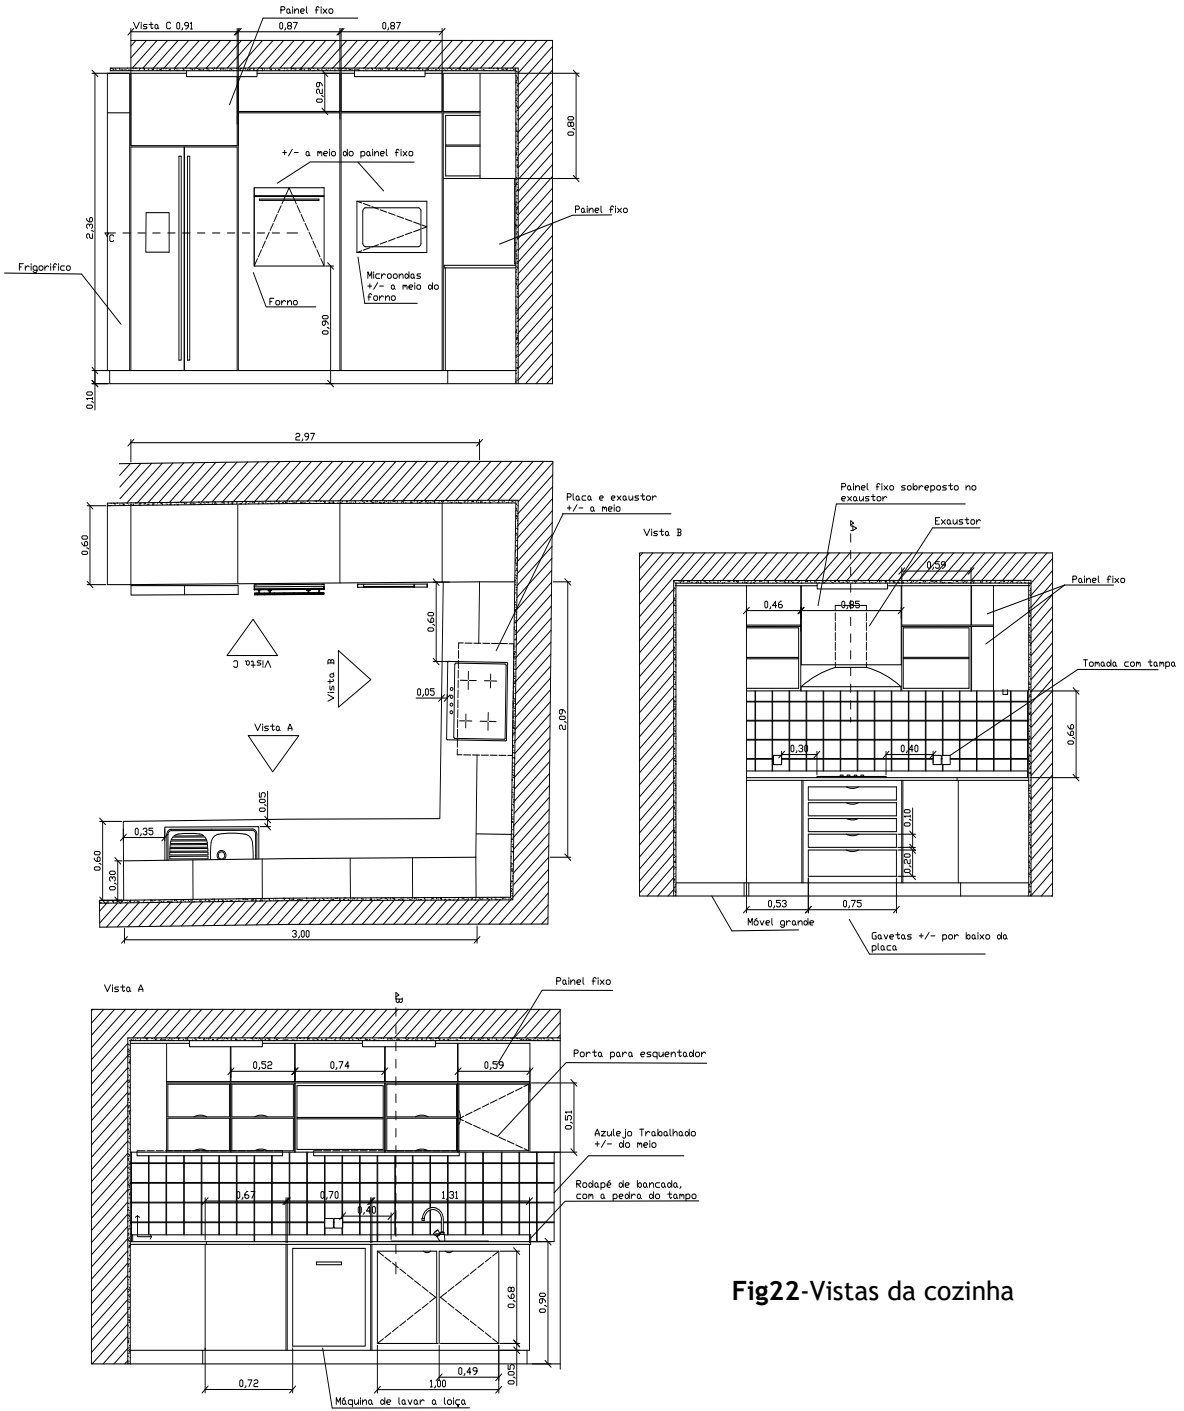 Painel fixo
Vista C 0,91
0,87
0,87
0,29
0,80
+/- a meio do painel fixo
Painel fixo
2,36
C
Frigorifico
Microondas
+/- a meio do
forno
Forno
0,90
0,10
2,97
Placa e exaustor
+/- a meio
0,60
0,60
Vista C
Vista B
0,05
Vista A
2,09
0,05
0,35
0,60
0,30
3,00
Painel fixo sobreposto no
exaustor
A
Exaustor
Vista B
0,59
Painel fixo
0,46
0,85
Tomada com tampa
0,66
0,30
0,40
0,10
0,20
0,53
0,75
Móvel grande
Gavetas +/- por baixo da
placa
Vista A
Painel fixo
B
Porta para esquentador
0,52
0,74
0,59
0,51
Azulejo Trabalhado
+/- do meio
Rodapé de bancada,
com a pedra do tampo
0,67
0,70
1,31
0,40
0,68
0,90
0,49
0,05
0,72
1,00
Máquina de lavar a loiça
Fig22-Vistas da cozinha